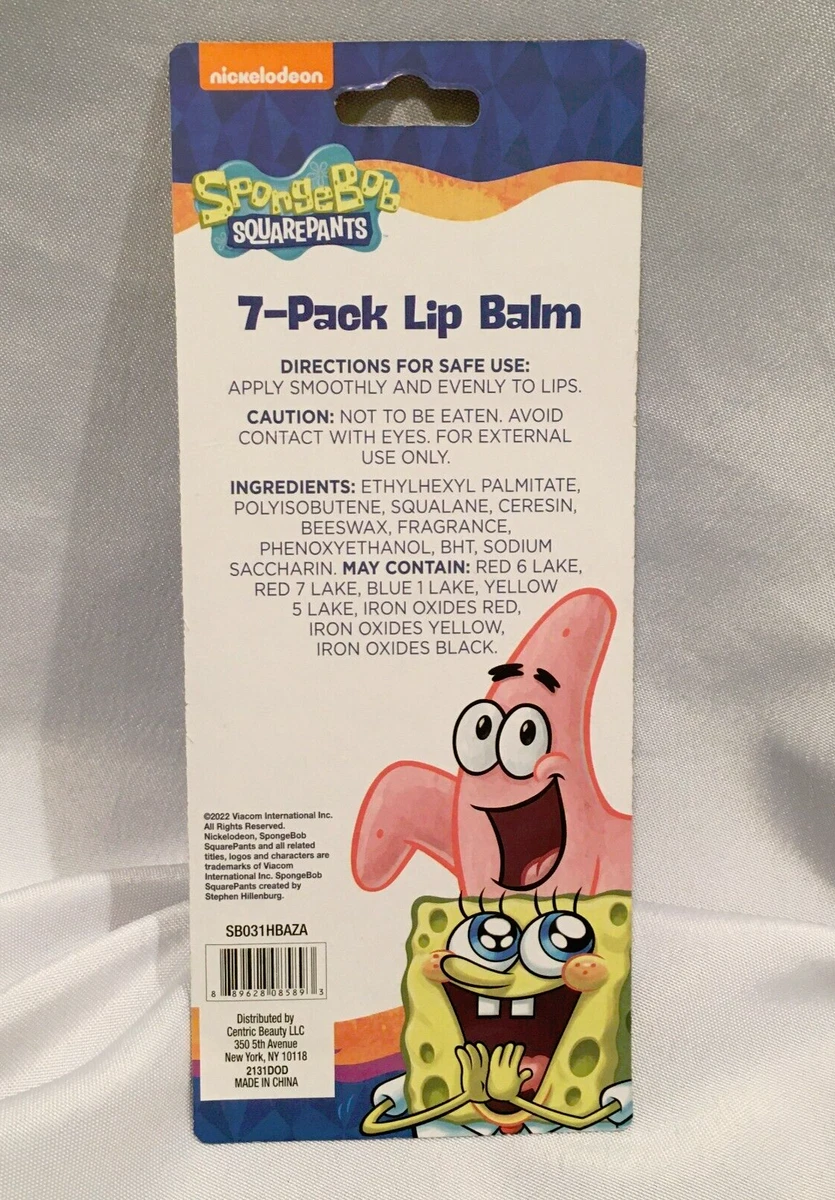 nickelodeon
SpongeBob
SQUAREPANTS
7-Pack Lip Balm
DIRECTIONS FOR SAFE USE:
APPLY SMOOTHLY AND EVENLY TO LIPS.
CAUTION: NOT TO BE EATEN. AVOID
CONTACT WITH EYES. FOR EXTERNAL
USE ONLY.
INGREDIENTS: ETHYLHEXYL PALMITATE,
POLYISOBUTENE, SQUALANE, CERESIN,
BEESWAX, FRAGRANCE,
PHENOXYETHANOL, BHT, SODIUM
SACCHARIN. MAY CONTAIN: RED 6 LAKE,
RED 7 LAKE, BLUE 1 LAKE, YELLOW
5 LAKE, IRON OXIDES RED,
IRON OXIDES YELLOW,
IRON OXIDES BLACK.
©2022 Viacom International Inc.
All Rights Reserved.
Nickelodeon, SpongeBob
SquarePants and all related
titles, logos and characters are
trademarks of Viacom
International Inc. SpongeBob
SquarePants created by
Stephen Hillenburg.
SB031HBAZA
8 89628 08589 3
Distributed by
Centric Beauty LLC
350 5th Avenue
New York, NY 10118
2131DOD
MADE IN CHINA